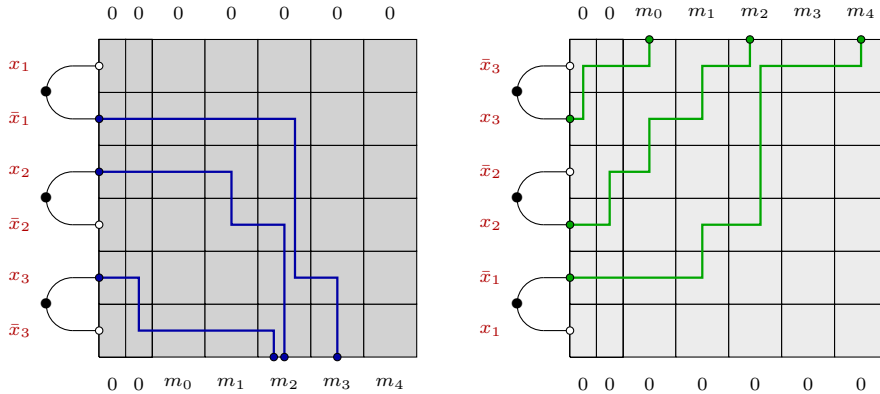 0 0 0 0 0 0
x₁
x̄₁
x₂
x̄₂
x₃
x̄₃
0 0 m₀ m₁ m₂ m₃ m₄
0 0 m₀ m₁ m₂ m₃ m₄
x̄₃
x₃
x̄₂
x₂
x̄₁
x₁
0 0 0 0 0 0 0